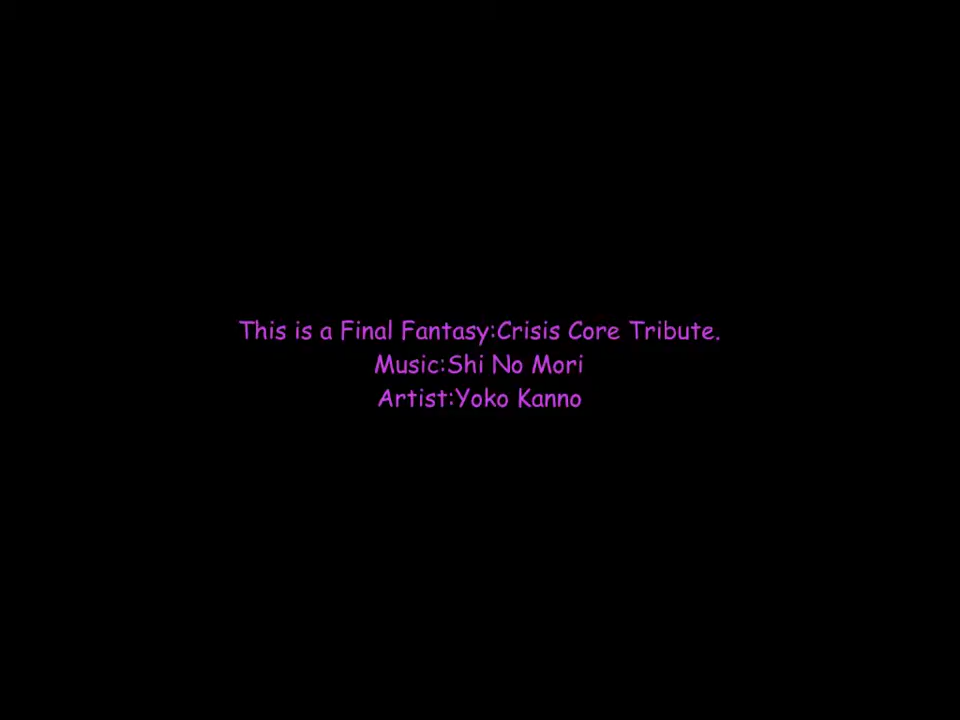 This is a Final Fantasy:Crisis Core Tribute.
Music:Shi No Mori
Artist:Yoko Kanno